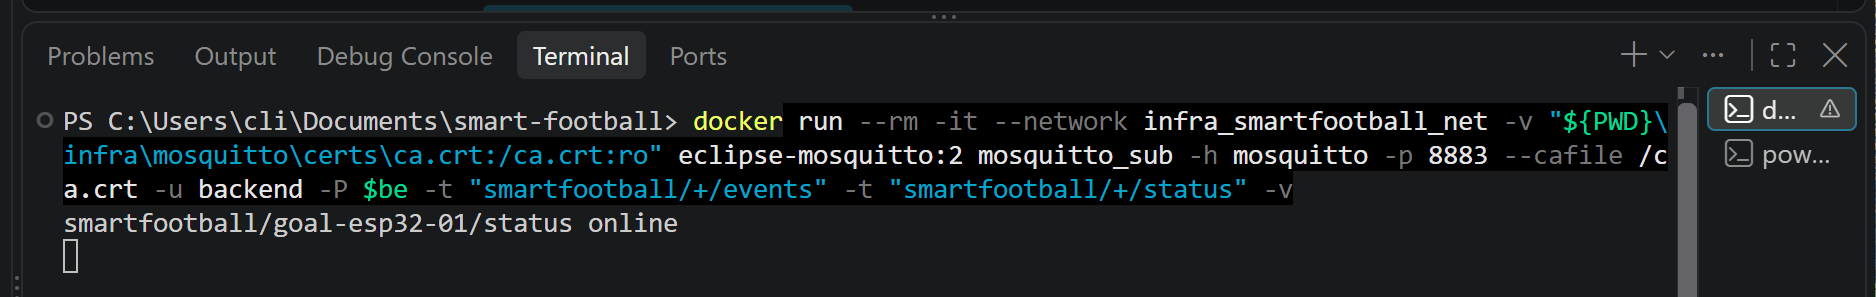 Problems Output Debug Console Terminal Ports
PS C:\Users\cli\Documents\smart-football> docker run --rm -it --network infra_smartfootball_net -v "${PWD}\
infra\mosquitto\certs\ca.crt:/ca.crt:ro" eclipse-mosquitto:2 mosquitto_sub -h mosquitto -p 8883 --cafile /c
a.crt -u backend -P $be -t "smartfootball/+/events" -t "smartfootball/+/status" -v
smartfootball/goal-esp32-01/status online
d...
pow...